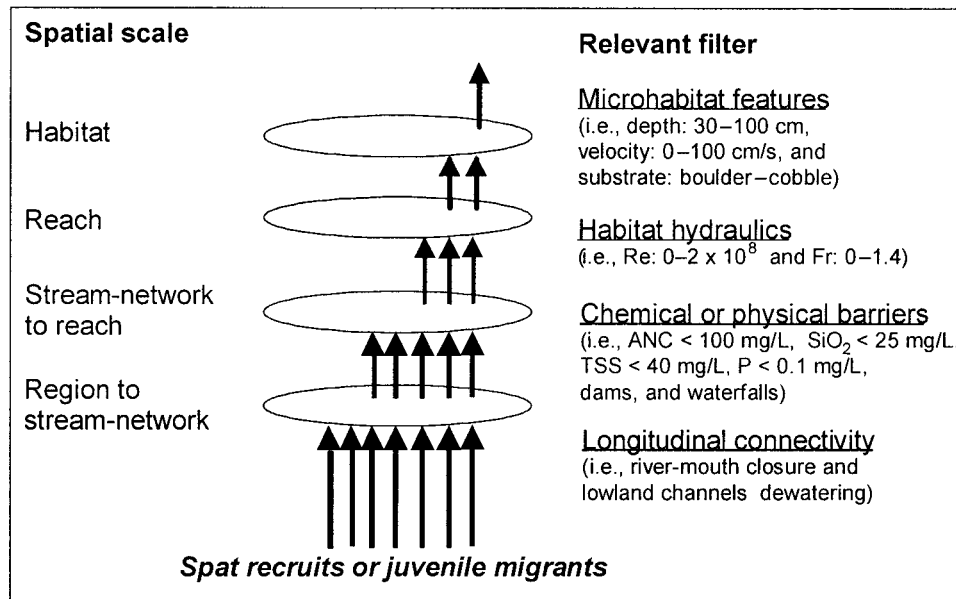 Spatial scale
Relevant filter
Habitat
Microhabitat features
(i.e., depth: 30–100 cm,
velocity: 0–100 cm/s, and
substrate: boulder–cobble)
Reach
Habitat hydraulics
(i.e., Re: 0–2 x 10⁸ and Fr: 0–1.4)
Stream-network
to reach
Chemical or physical barriers
(i.e., ANC < 100 mg/L, SiO₂ < 25 mg/L,
TSS < 40 mg/L, P < 0.1 mg/L,
dams, and waterfalls)
Region to
stream-network
Longitudinal connectivity
(i.e., river-mouth closure and
lowland channels dewatering)
Spat recruits or juvenile migrants